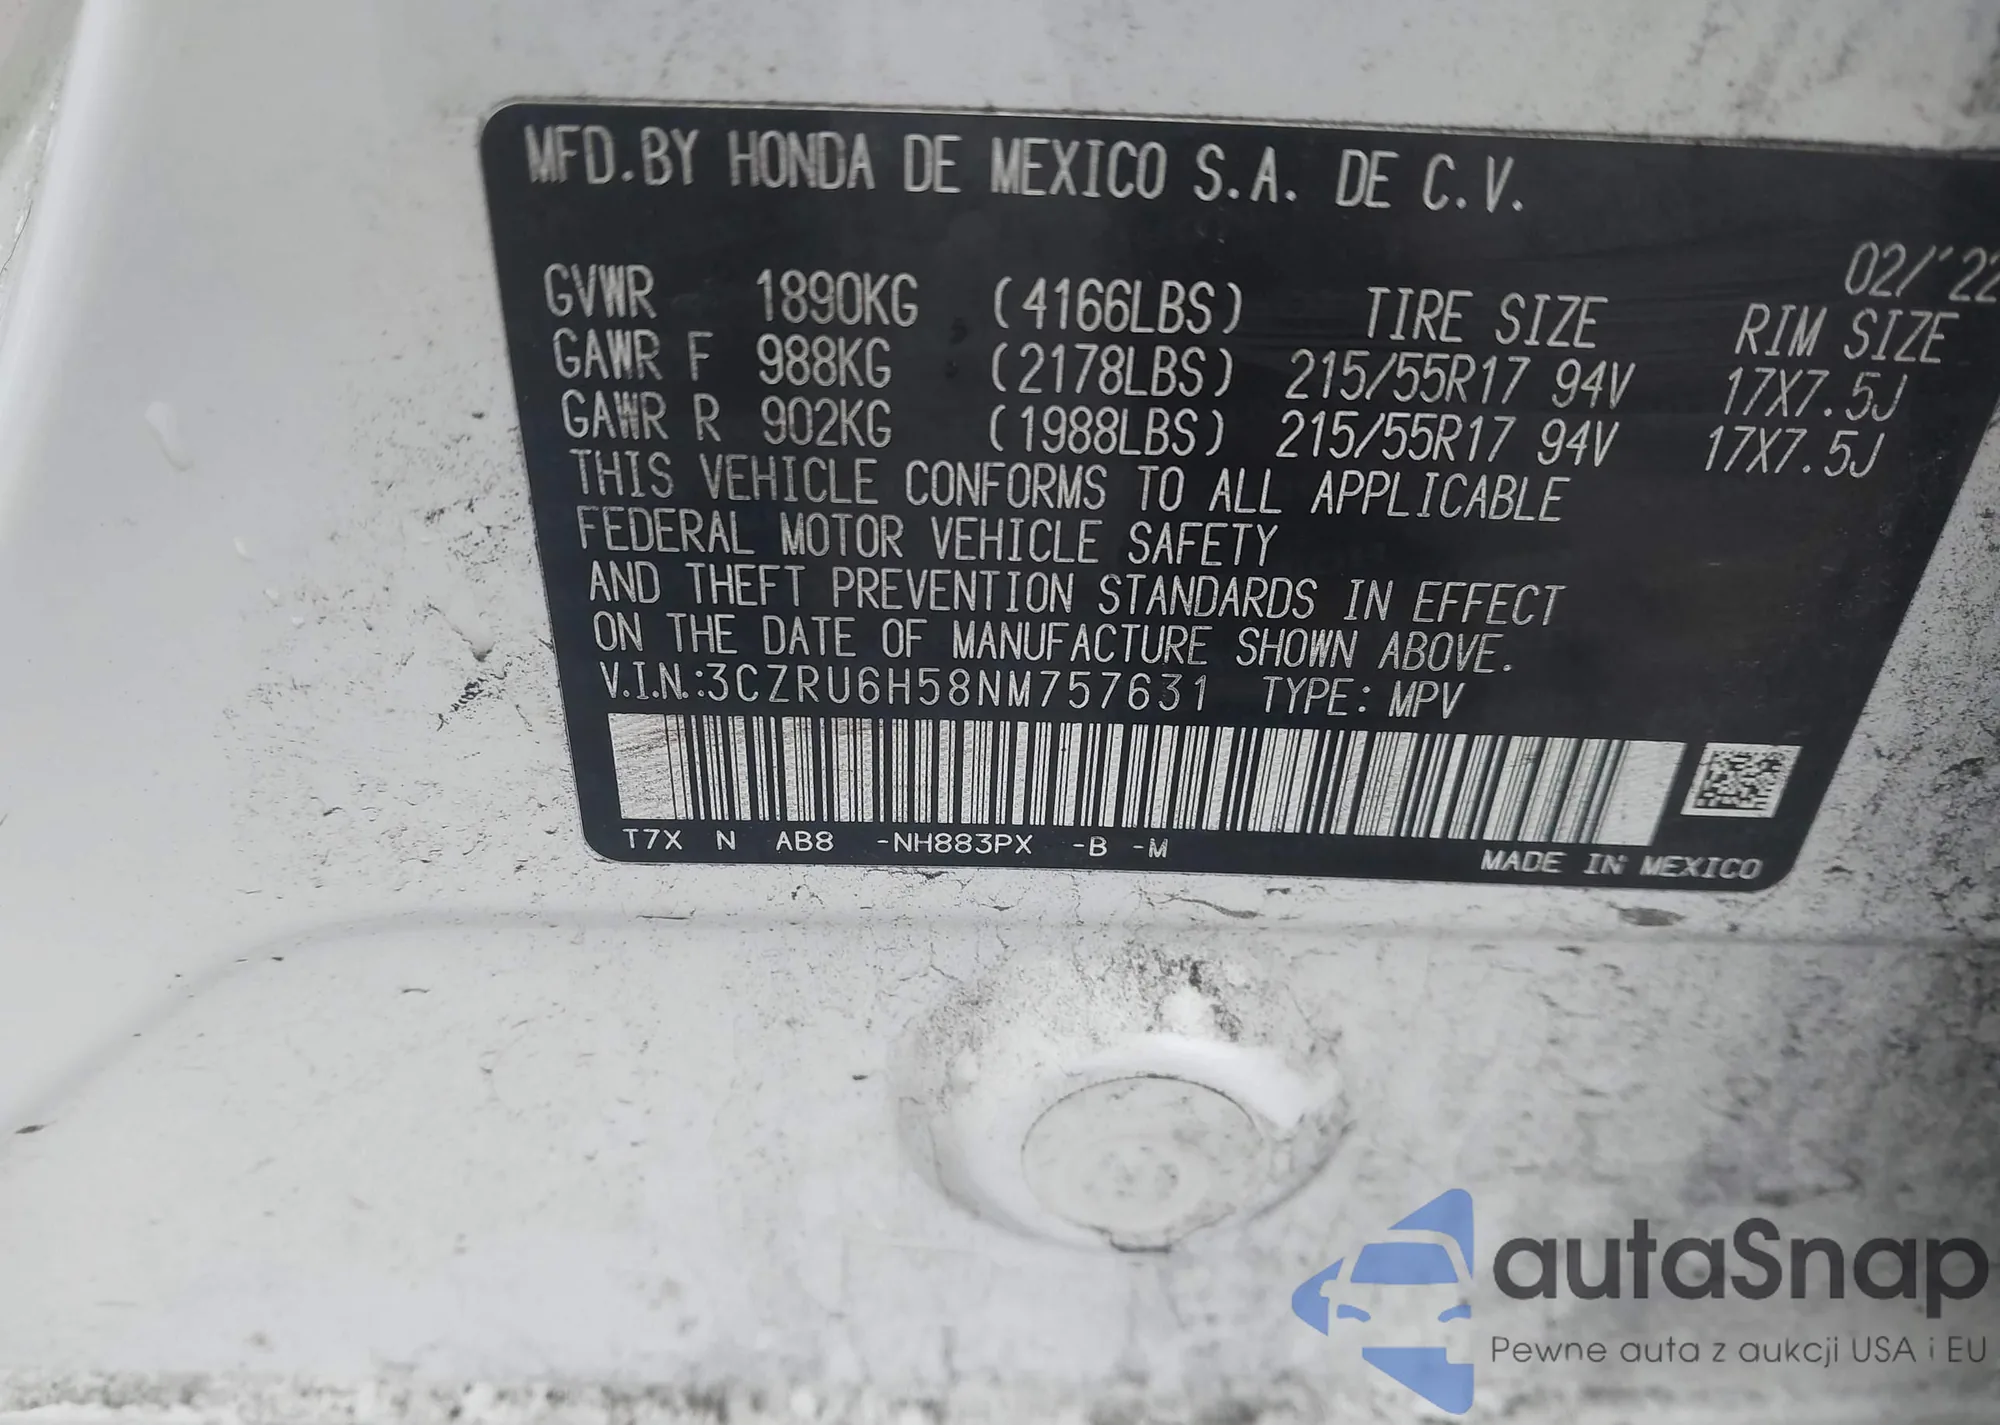 MFD.BY HONDA DE MEXICO S.A. DE C.V.
02/'22
GVWR 1890KG (4166LBS) TIRE SIZE RIM SIZE
GAWR F 988KG (2178LBS) 215/55R17 94V 17X7.5J
GAWR R 902KG (1988LBS) 215/55R17 94V 17X7.5J
THIS VEHICLE CONFORMS TO ALL APPLICABLE
FEDERAL MOTOR VEHICLE SAFETY
AND THEFT PREVENTION STANDARDS IN EFFECT
ON THE DATE OF MANUFACTURE SHOWN ABOVE.
V.I.N.:3CZRU6H58NM757631 TYPE: MPV
T7X N AB8 -NH883PX -B -M
MADE IN MEXICO
autaSnap
Pewne auta z aukcji USA i EU